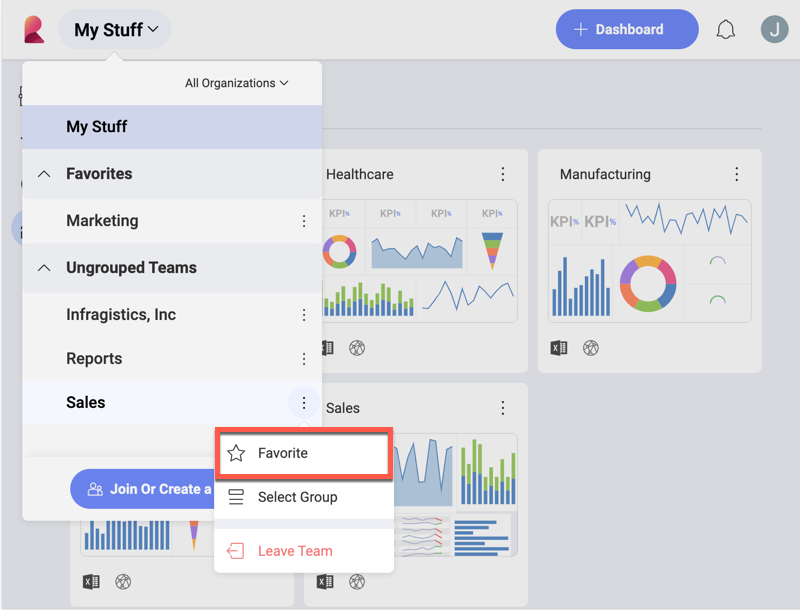 My Stuff
+ Dashboard
J
All Organizations
My Stuff
Favorites
Marketing
Ungrouped Teams
Infragistics, Inc
Reports
Sales
Join Or Create a
Favorite
Select Group
Leave Team
Healthcare
KPI% KPI% KPI% KPI%
X
Manufacturing
KPI% KPI%
X
Sales
X
X